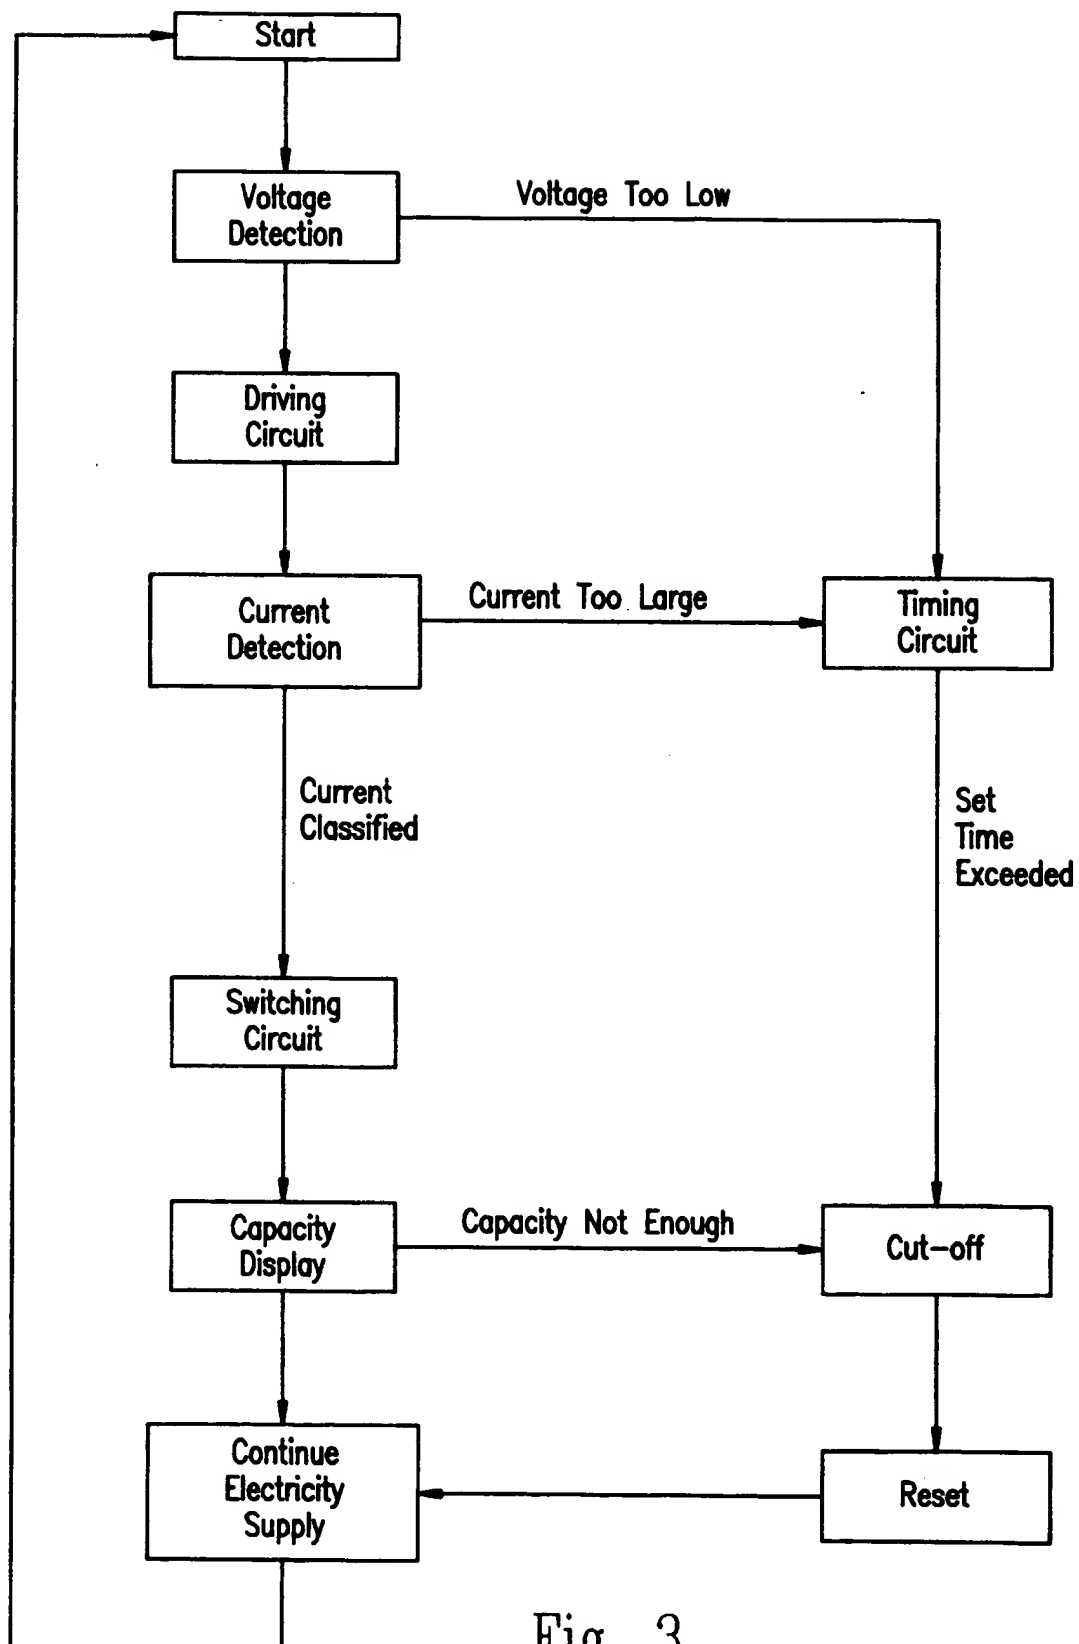 Start
Voltage
Detection
Voltage Too Low
Driving
Circuit
Current
Detection
Current Too Large
Timing
Circuit
Current
Classified
Set
Time
Exceeded
Switching
Circuit
Capacity
Display
Capacity Not Enough
Cut-off
Continue
Electricity
Supply
Reset
Fig. 3